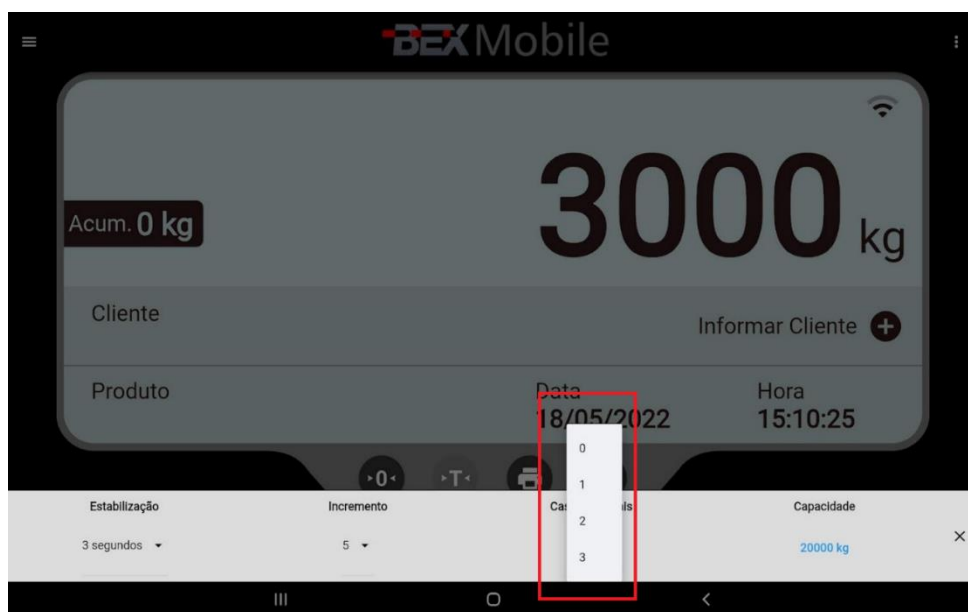 BEX Mobile
3000 kg
Acum. 0 kg
Cliente
Informar Cliente
Produto
Data
Hora
18/05/2022
15:10:25
0
T
Estabilização
Incremento
Capacidade
3 segundos
5
0
1
2
3
20000 kg